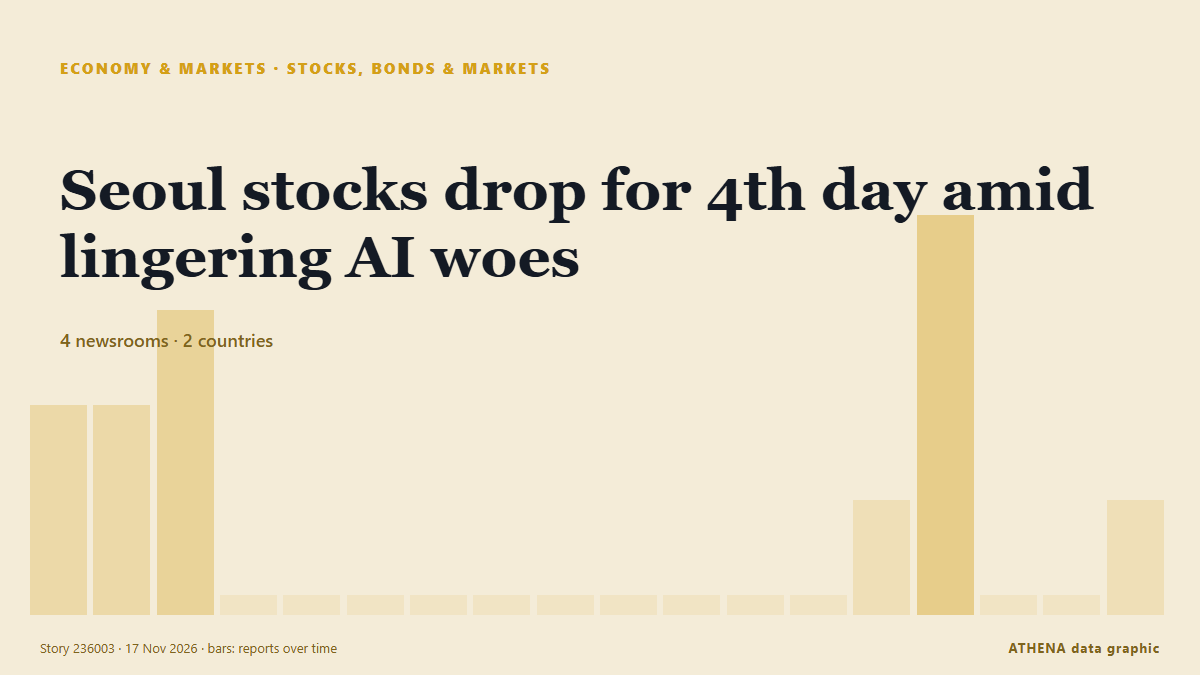 ECONOMY & MARKETS · STOCKS, BONDS & MARKETS
Seoul stocks drop for 4th day amid
lingering AI woes
4 newsrooms · 2 countries
Story 236003 · 17 Nov 2026 · bars: reports over time
ATHENA data graphic